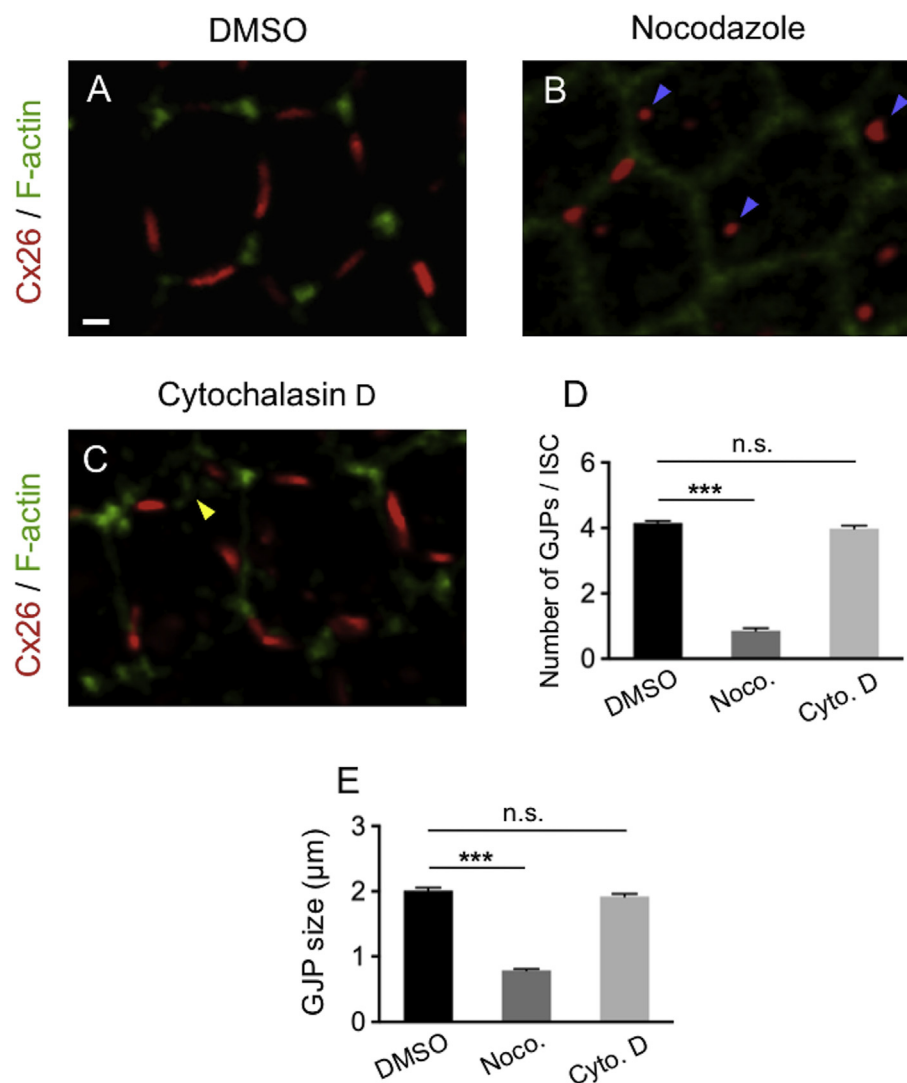 DMSO
Nocodazole
A
B
Cx26 / F-actin
Cytochalasin D
C
Cx26 / F-actin
D
n.s.
***
6
4
2
0
Number of GJPs / ISC
DMSO
Noco.
Cyto. D
E
n.s.
***
3
2
1
0
GJP size (μm)
DMSO
Noco.
Cyto. D